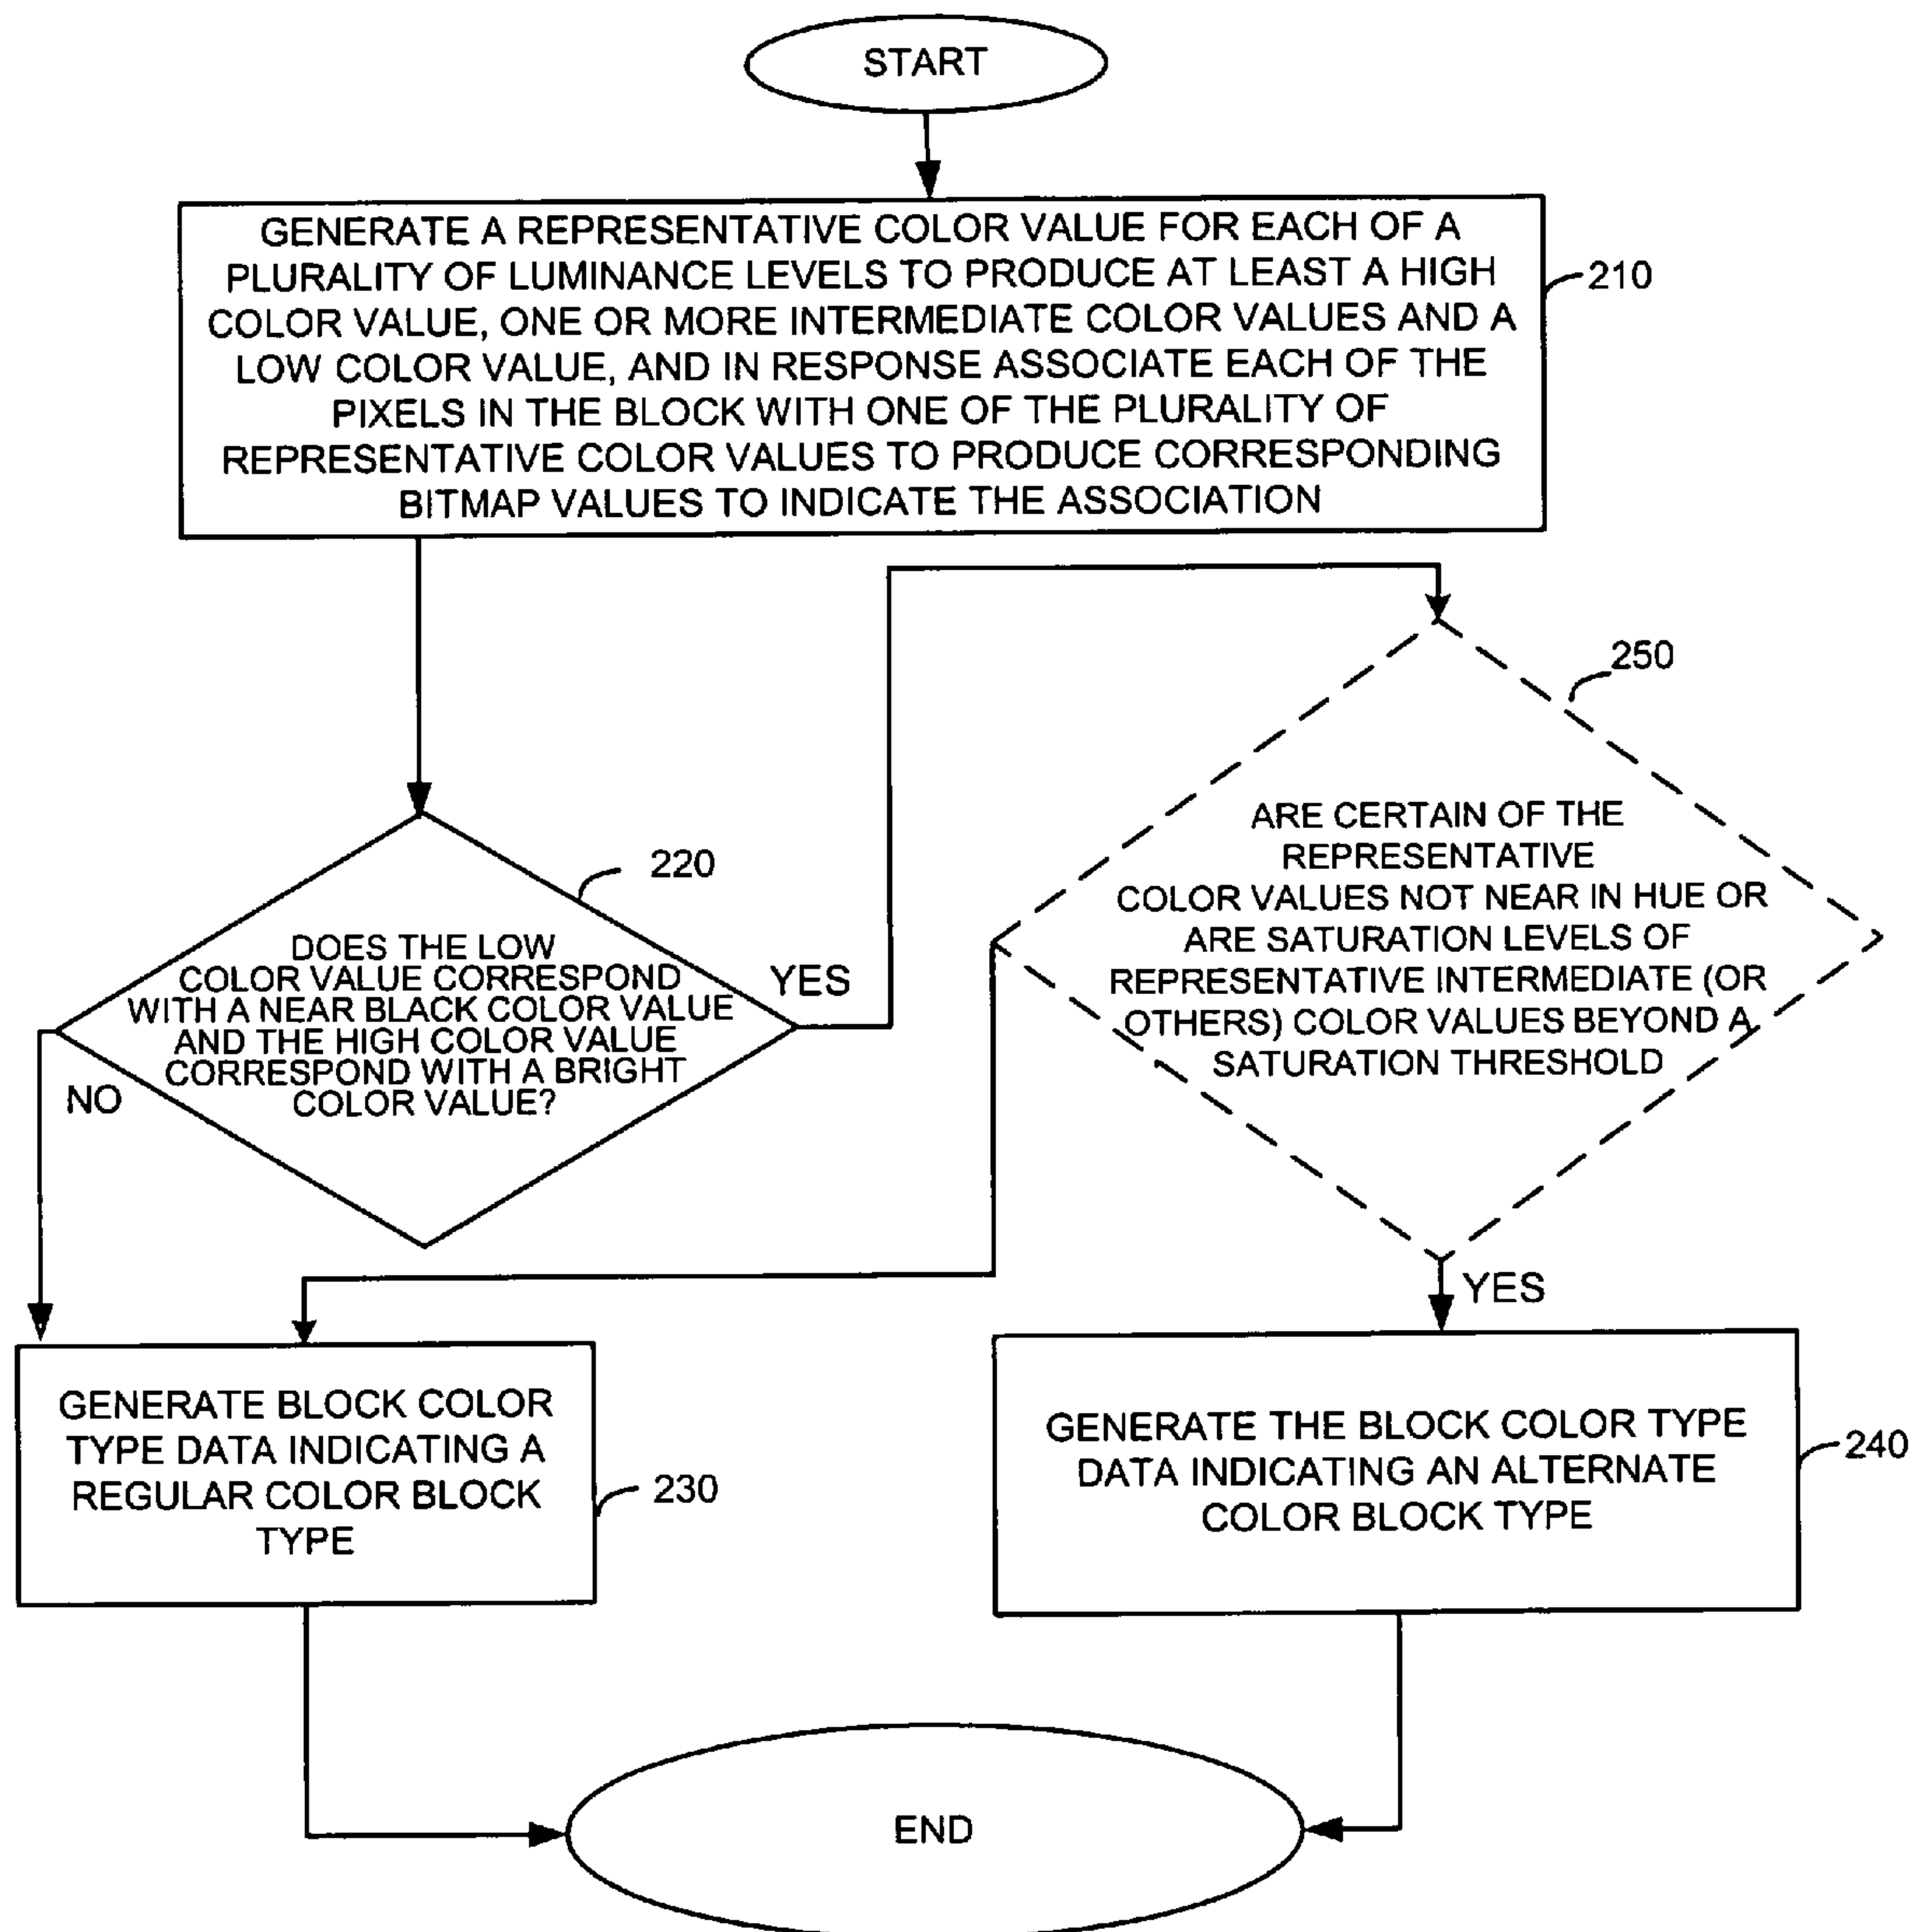 START
GENERATE A REPRESENTATIVE COLOR VALUE FOR EACH OF A
PLURALITY OF LUMINANCE LEVELS TO PRODUCE AT LEAST A HIGH
COLOR VALUE, ONE OR MORE INTERMEDIATE COLOR VALUES AND A
LOW COLOR VALUE, AND IN RESPONSE ASSOCIATE EACH OF THE
PIXELS IN THE BLOCK WITH ONE OF THE PLURALITY OF
REPRESENTATIVE COLOR VALUES TO PRODUCE CORRESPONDING
BITMAP VALUES TO INDICATE THE ASSOCIATION
210
220
DOES THE LOW
COLOR VALUE CORRESPOND
WITH A NEAR BLACK COLOR VALUE
AND THE HIGH COLOR VALUE
CORRESPOND WITH A BRIGHT
COLOR VALUE?
YES
NO
250
ARE CERTAIN OF THE
REPRESENTATIVE
COLOR VALUES NOT NEAR IN HUE OR
ARE SATURATION LEVELS OF
REPRESENTATIVE INTERMEDIATE (OR
OTHERS) COLOR VALUES BEYOND A
SATURATION THRESHOLD
YES
GENERATE BLOCK COLOR
TYPE DATA INDICATING A
REGULAR COLOR BLOCK
TYPE
230
GENERATE THE BLOCK COLOR TYPE
DATA INDICATING AN ALTERNATE
COLOR BLOCK TYPE
240
END